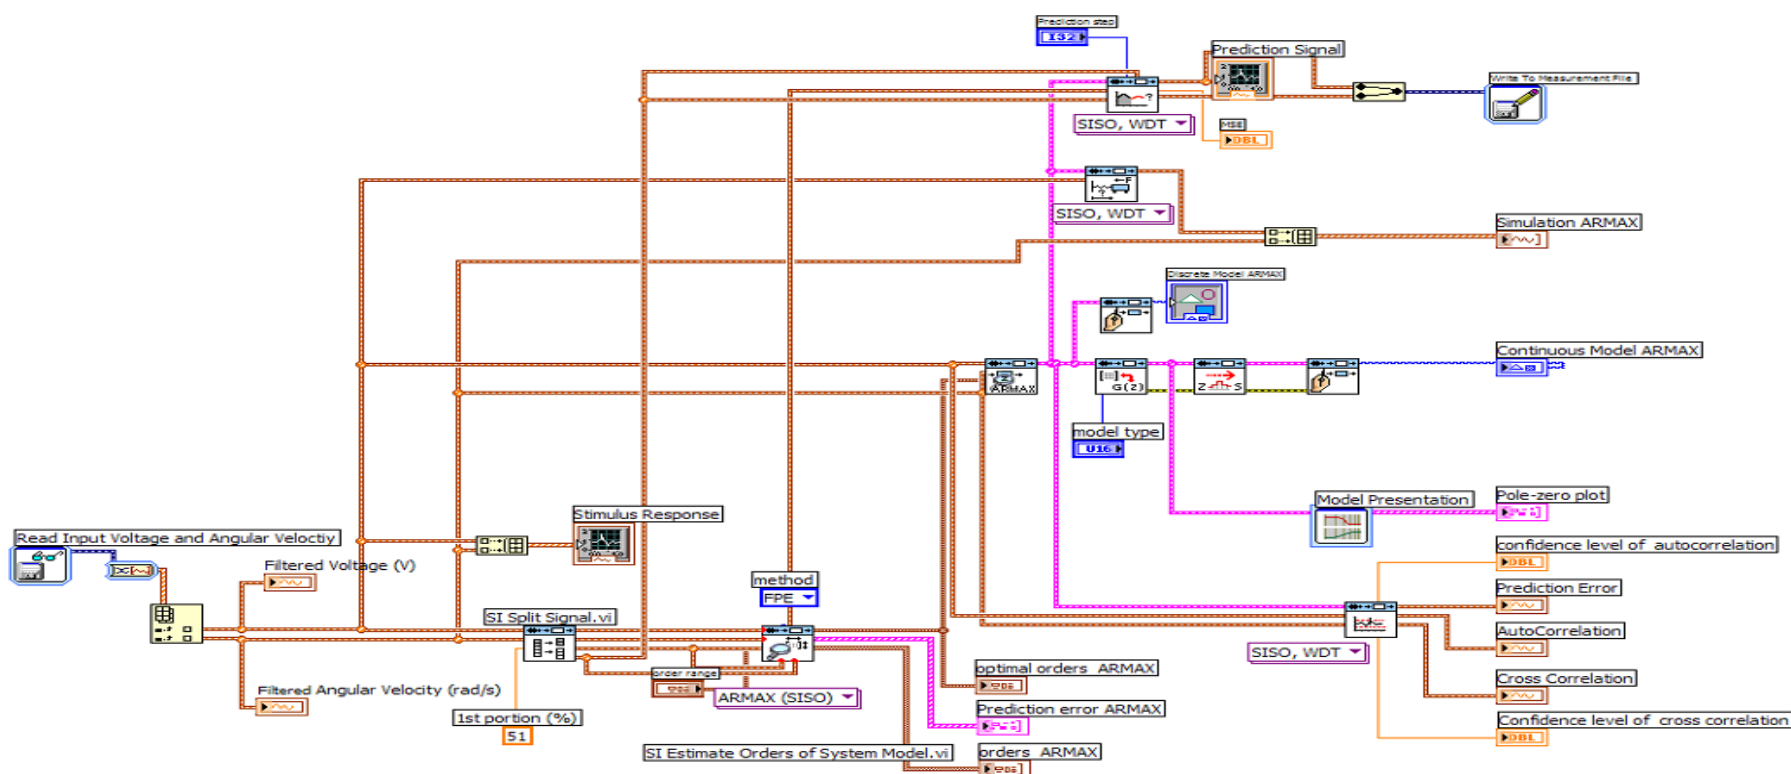 Prediction step
I32
Prediction Signal
Write To Measurement File
SISO, WDT
MSE
DBL
SISO, WDT
Simulation ARMAX
Discrete Model ARMAX
Continuous Model ARMAX
ARMAX
G(Z)
Z S
model type
U16
Model Presentation
Pole-zero plot
Stimulus Response
Read Input Voltage and Angular Veloctiy
confidence level of autocorrelation
DBL
Filtered Voltage (V)
method
FPE
Prediction Error
SI Split Signal.vi
AutoCorrelation
SISO, WDT
order range
optimal orders ARMAX
Cross Correlation
Filtered Angular Velocity (rad/s)
ARMAX (SISO)
1st portion (%)
51
Prediction error ARMAX
Confidence level of cross correlation
DBL
SI Estimate Orders of System Model.vi
orders ARMAX